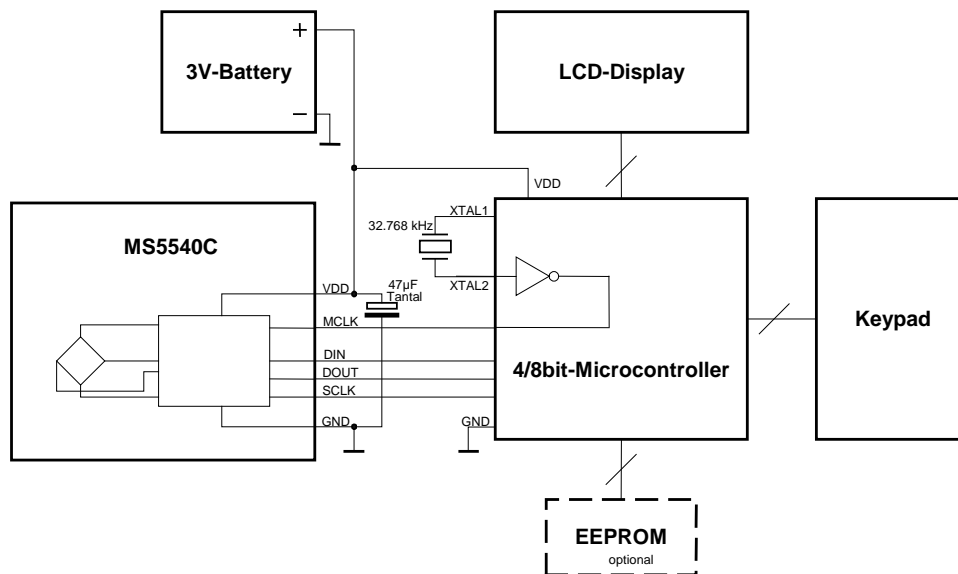 +
3V-Battery
−
LCD-Display
VDD
MS5540C
32.768 kHz
XTAL1
XTAL2
47µF
Tantal
VDD
MCLK
DIN
DOUT
SCLK
GND
4/8bit-Microcontroller
GND
Keypad
EEPROM
optional